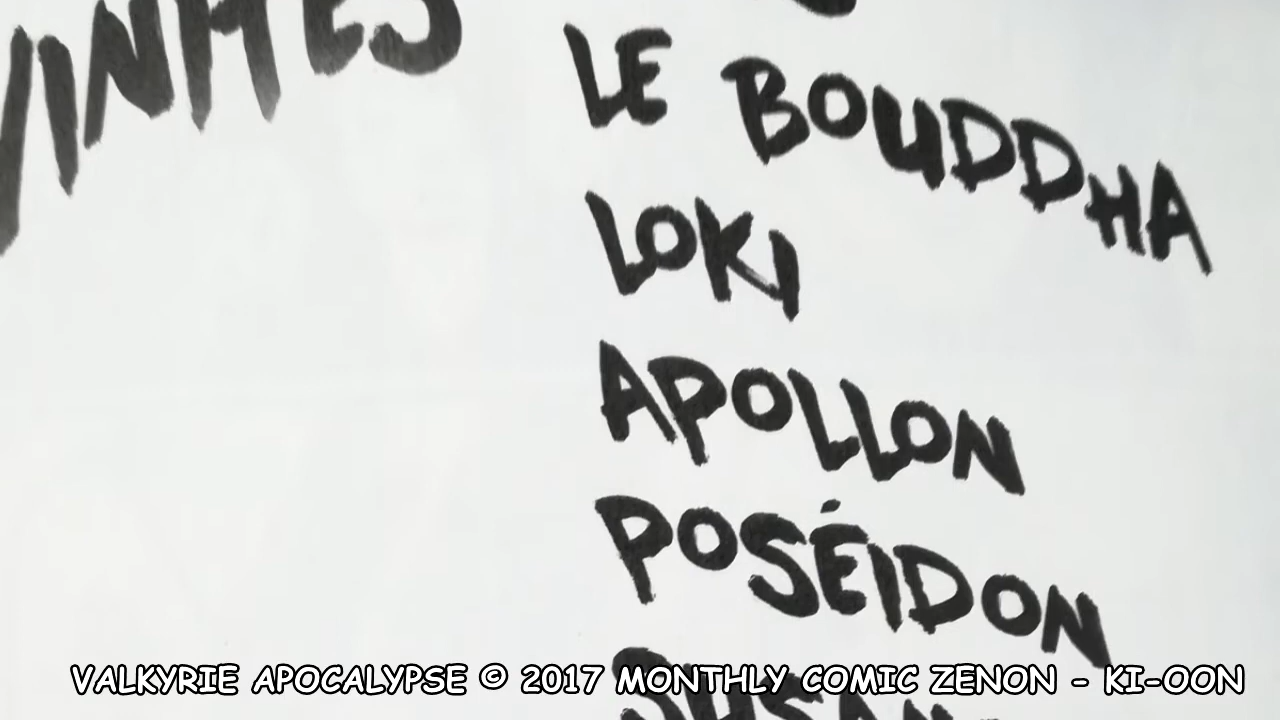 LE BOUDDHA
LOKI
APOLLON
POSÉIDON
VALKYRIE APOCALYPSE © 2017 MONTHLY COMIC ZENON - KI-OON